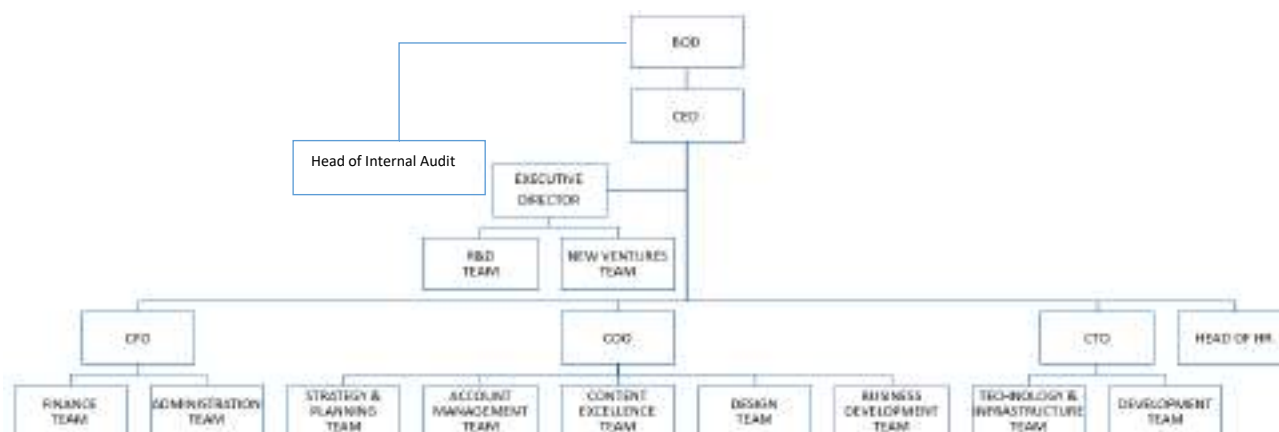 BOD
CEO
Head of Internal Audit
EXECUTIVE
DIRECTOR
R&D
TEAM
NEW VENTURES
TEAM
CFO
COO
CTO
HEAD OF HR
FINANCE
TEAM
ADMINISTRATION
TEAM
STRATEGY &
PLANNING
TEAM
ACCOUNT
MANAGEMENT
TEAM
CONTENT
EXCELLENCE
TEAM
DESIGN
TEAM
BUSINESS
DEVELOPMENT
TEAM
TECHNOLOGY &
INFRASTRUCTURE
TEAM
DEVELOPMENT
TEAM